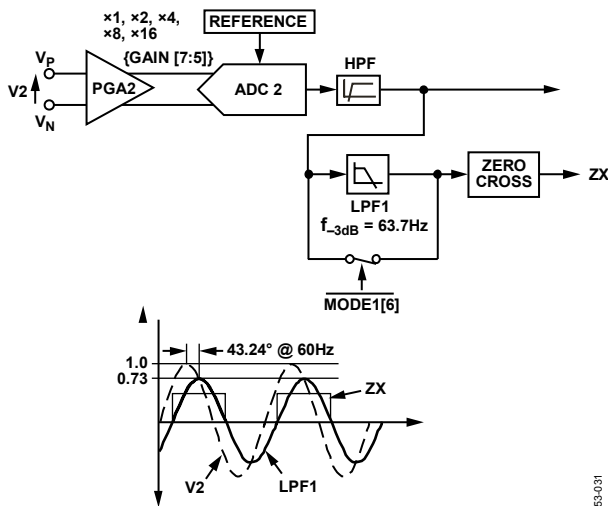 ×1, ×2, ×4,
×8, ×16
{GAIN [7:5]}
REFERENCE
HPF
VP
V2
VN
PGA2
ADC 2
LPF1
f–3dB = 63.7Hz
ZERO
CROSS
ZX
MODE1[6]
43.24° @ 60Hz
1.0
0.73
ZX
V2
LPF1
53-031